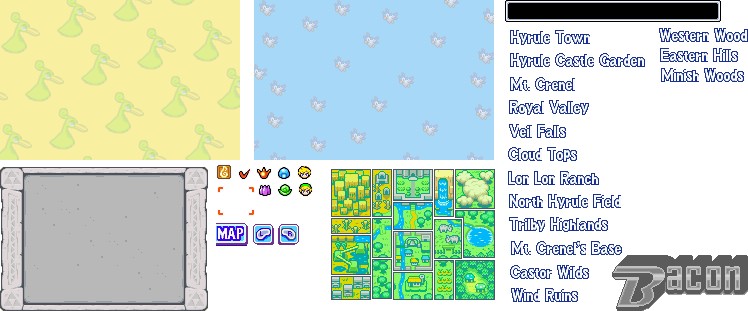 Hyrule Town
Hyrule Castle Garden
Mt. Crenel
Royal Valley
Veil Falls
Cloud Tops
Lon Lon Ranch
North Hyrule Field
Trilby Highlands
Mt. Crenel's Base
Castor Wilds
Wind Ruins
Western Wood
Eastern Hills
Minish Woods
MAP
Bacon